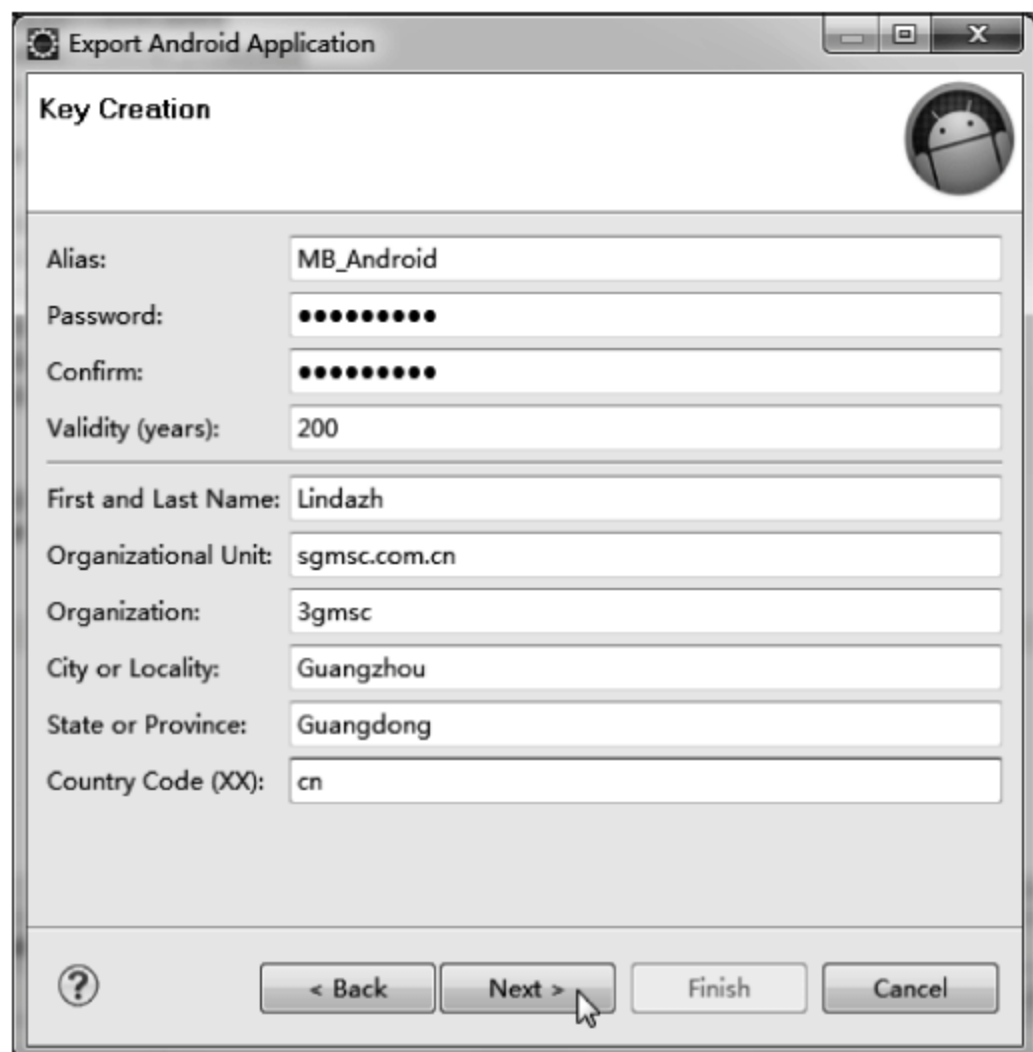 Export Android Application
Key Creation
Alias: MB_Android
Password: ●●●●●●●●●
Confirm: ●●●●●●●●●
Validity (years): 200
First and Last Name: Lindazh
Organizational Unit: sgmsc.com.cn
Organization: 3gmsc
City or Locality: Guangzhou
State or Province: Guangdong
Country Code (XX): cn
? < Back Next > Finish Cancel